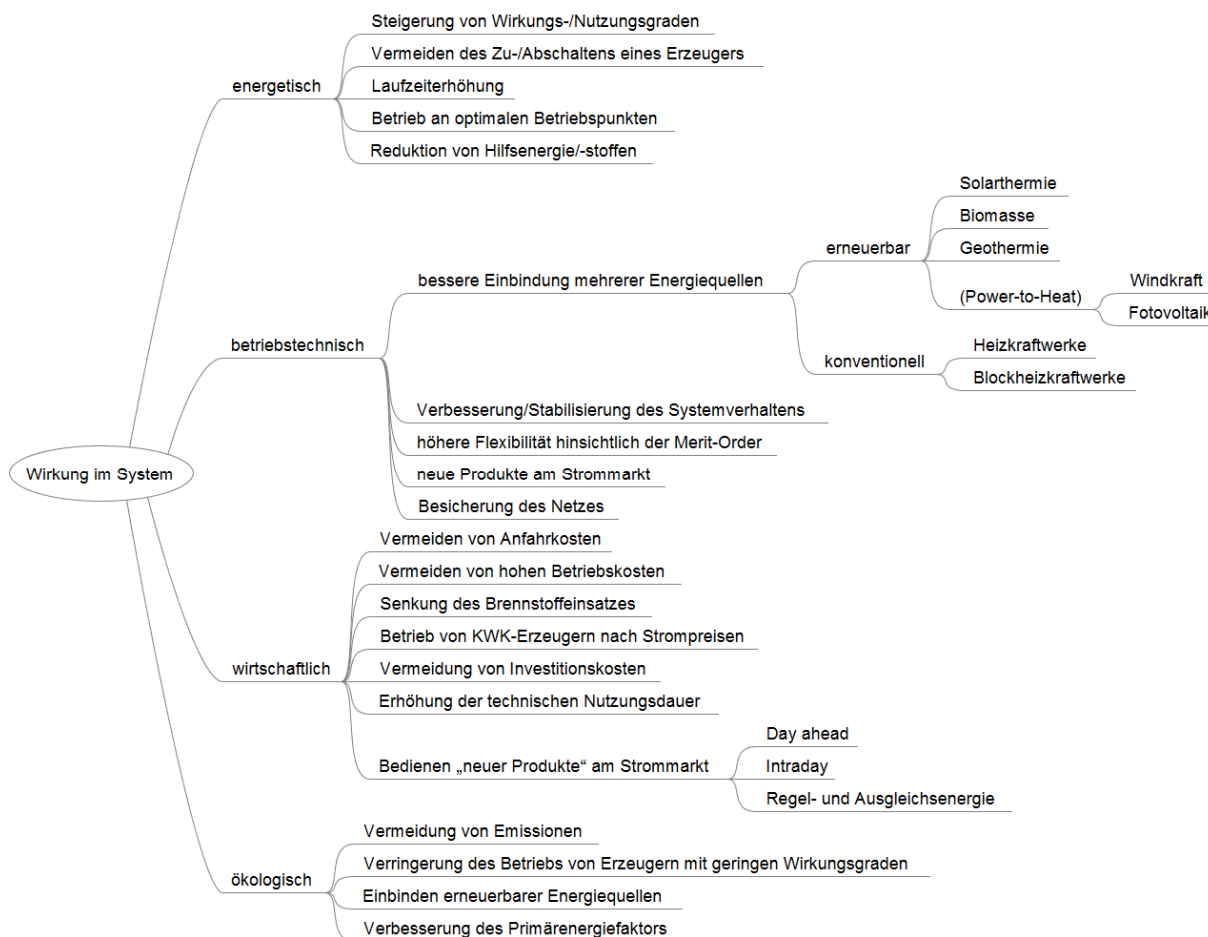 Wirkung im System
energetisch
Steigerung von Wirkungs-/Nutzungsgraden
Vermeiden des Zu-/Abschaltens eines Erzeugers
Laufzeiterhöhung
Betrieb an optimalen Betriebspunkten
Reduktion von Hilfsenergie/-stoffen
betriebstechnisch
bessere Einbindung mehrerer Energiequellen
erneuerbar
Solarthermie
Biomasse
Geothermie
(Power-to-Heat)
Windkraft
Fotovoltaik
konventionell
Heizkraftwerke
Blockheizkraftwerke
Verbesserung/Stabilisierung des Systemverhaltens
höhere Flexibilität hinsichtlich der Merit-Order
neue Produkte am Strommarkt
Besicherung des Netzes
wirtschaftlich
Vermeiden von Anfahrkosten
Vermeiden von hohen Betriebskosten
Senkung des Brennstoffeinsatzes
Betrieb von KWK-Erzeugern nach Strompreisen
Vermeidung von Investitionskosten
Erhöhung der technischen Nutzungsdauer
Bedienen „neuer Produkte“ am Strommarkt
Day ahead
Intraday
Regel- und Ausgleichsenergie
ökologisch
Vermeidung von Emissionen
Verringerung des Betriebs von Erzeugern mit geringen Wirkungsgraden
Einbinden erneuerbarer Energiequellen
Verbesserung des Primärenergiefaktors